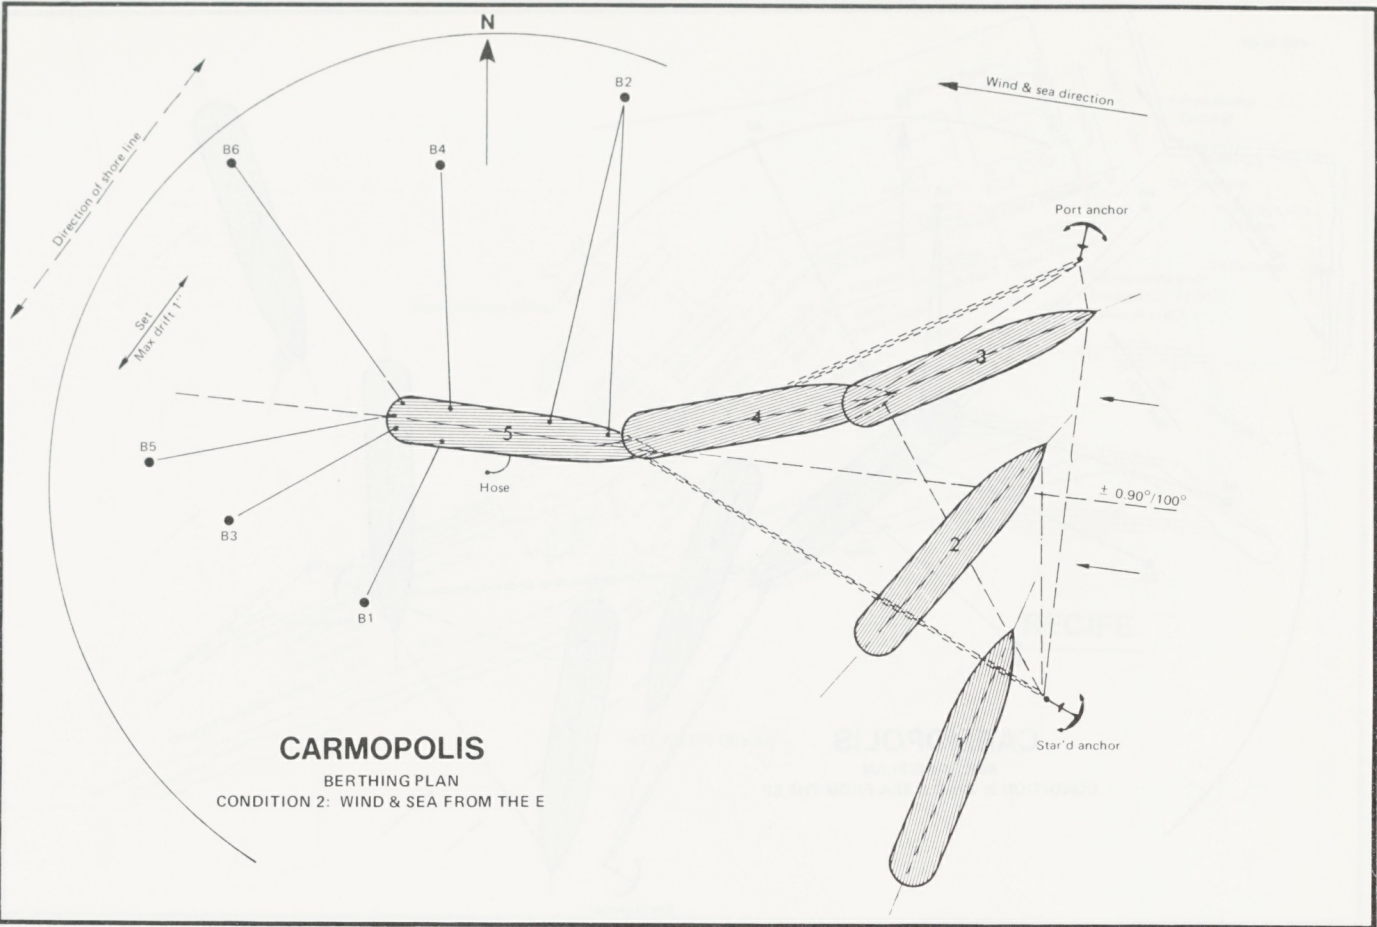 N
B2
Wind & sea direction
B6
B4
Direction of shore line
Port anchor
Set
Max drift 1"
3
4
5
B5
Hose
± 0.90°/100°
B3
2
B1
Star'd anchor
1
CARMOPOLIS
BERTHING PLAN
CONDITION 2: WIND & SEA FROM THE E